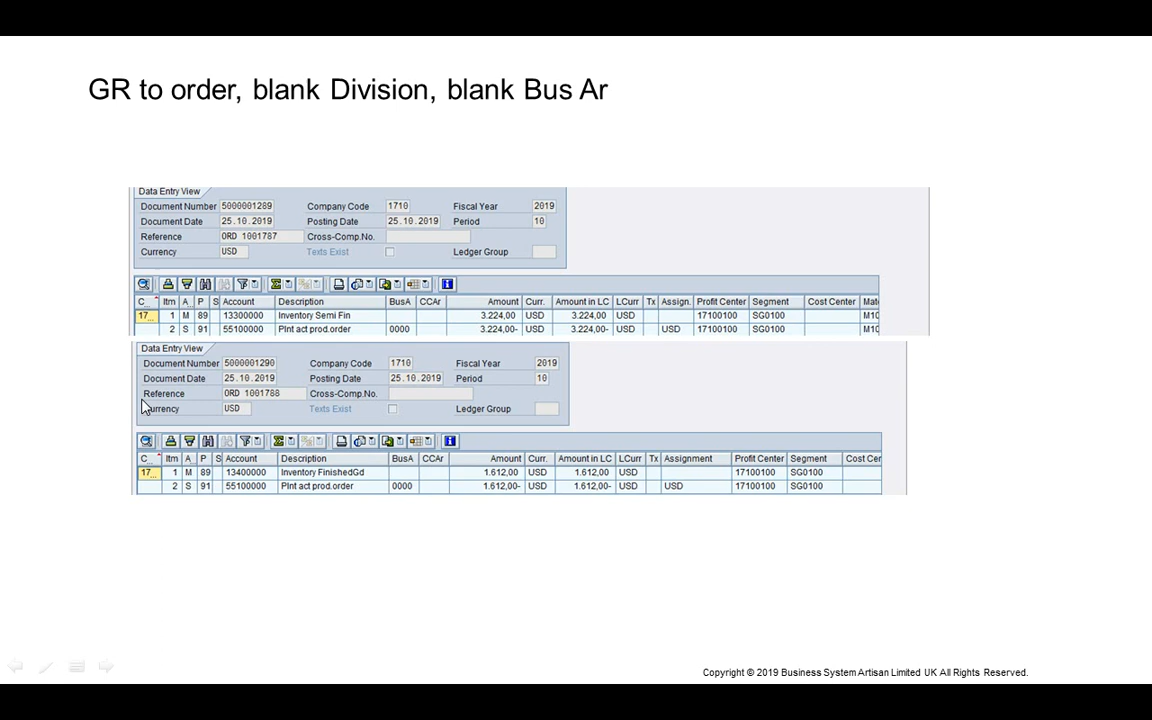 GR to order, blank Division, blank Bus Ar
Data Entry View
Document Number 5000001289 Company Code 1710 Fiscal Year 2019
Document Date 25.10.2019 Posting Date 25.10.2019 Period 10
Reference ORD 1001787 Cross-Comp.No.
Currency USD Texts Exist Ledger Group
C... Itm A.. P S Account Description BusA CCAr Amount Curr. Amount in LC LCurr Tx Assign. Profit Center Segment Cost Center
17... 1 M 89 13300000 Inventory Semi Fin 3.224,00 USD 3.224,00 USD 17100100 SG0100
2 S 91 55100000 Plnt act prod.order 0000 3.224,00- USD 3.224,00- USD USD 17100100 SG0100
Data Entry View
Document Number 5000001290 Company Code 1710 Fiscal Year 2019
Document Date 25.10.2019 Posting Date 25.10.2019 Period 10
Reference ORD 1001788 Cross-Comp.No.
Currency USD Texts Exist Ledger Group
C... Itm A.. P S Account Description BusA CCAr Amount Curr. Amount in LC LCurr Tx Assignment Profit Center Segment Cost Cer
17... 1 M 89 13400000 Inventory FinishedGd 1.612,00 USD 1.612,00 USD 17100100 SG0100
2 S 91 55100000 Plnt act prod.order 0000 1.612,00- USD 1.612,00- USD USD 17100100 SG0100
Copyright © 2019 Business System Artisan Limited UK All Rights Reserved.